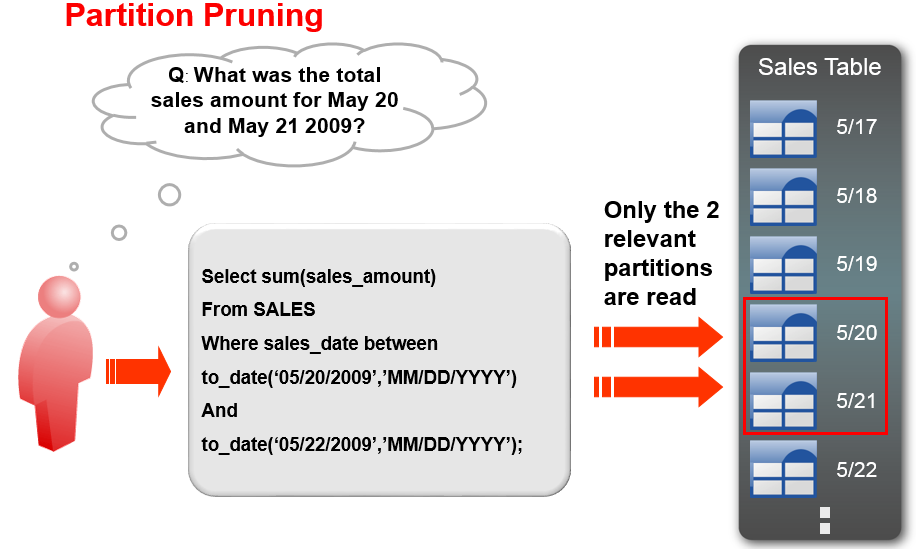 Partition Pruning
Q: What was the total
sales amount for May 20
and May 21 2009?
Select sum(sales_amount)
From SALES
Where sales_date between
to_date(‘05/20/2009’,’MM/DD/YYYY’)
And
to_date(‘05/22/2009’,’MM/DD/YYYY’);
Only the 2
relevant
partitions
are read
Sales Table
5/17
5/18
5/19
5/20
5/21
5/22